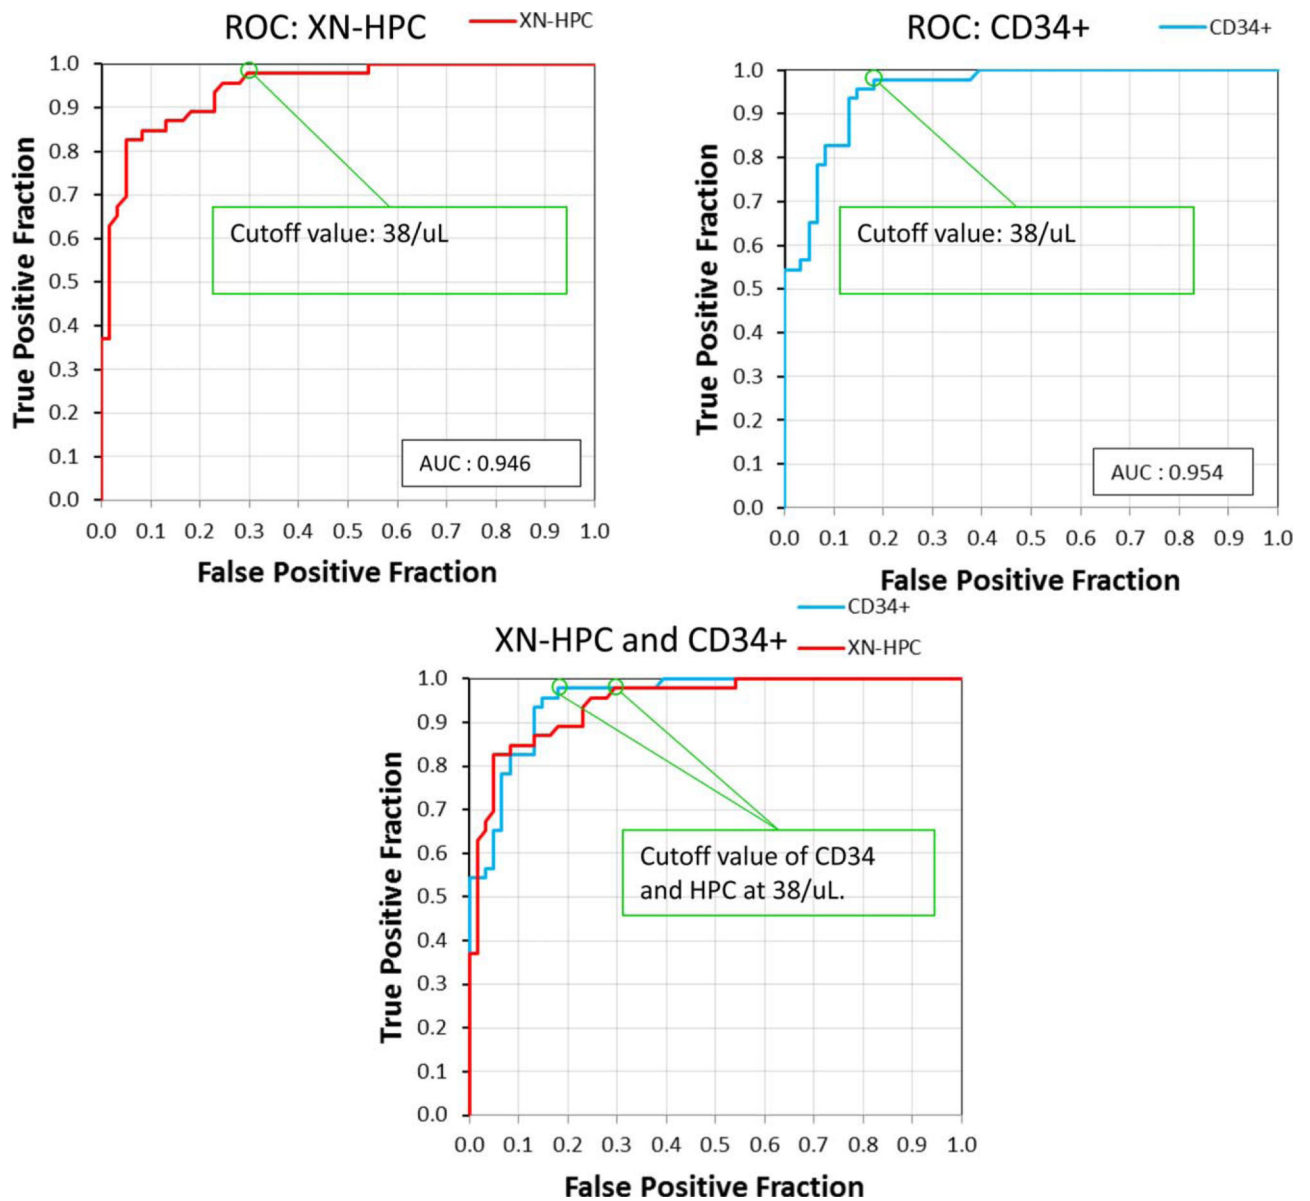 ROC: XN-HPC
XN-HPC
True Positive Fraction
1.0
0.9
0.8
0.7
0.6
0.5
0.4
0.3
0.2
0.1
0.0
Cutoff value: 38/uL
AUC : 0.946
0.0 0.1 0.2 0.3 0.4 0.5 0.6 0.7 0.8 0.9 1.0
False Positive Fraction
ROC: CD34+
CD34+
True Positive Fraction
1.0
0.9
0.8
0.7
0.6
0.5
0.4
0.3
0.2
0.1
0.0
Cutoff value: 38/uL
AUC : 0.954
0.0 0.1 0.2 0.3 0.4 0.5 0.6 0.7 0.8 0.9 1.0
False Positive Fraction
XN-HPC and CD34+
CD34+
XN-HPC
True Positive Fraction
1.0
0.9
0.8
0.7
0.6
0.5
0.4
0.3
0.2
0.1
0.0
Cutoff value of CD34
and HPC at 38/uL.
0.0 0.1 0.2 0.3 0.4 0.5 0.6 0.7 0.8 0.9 1.0
False Positive Fraction